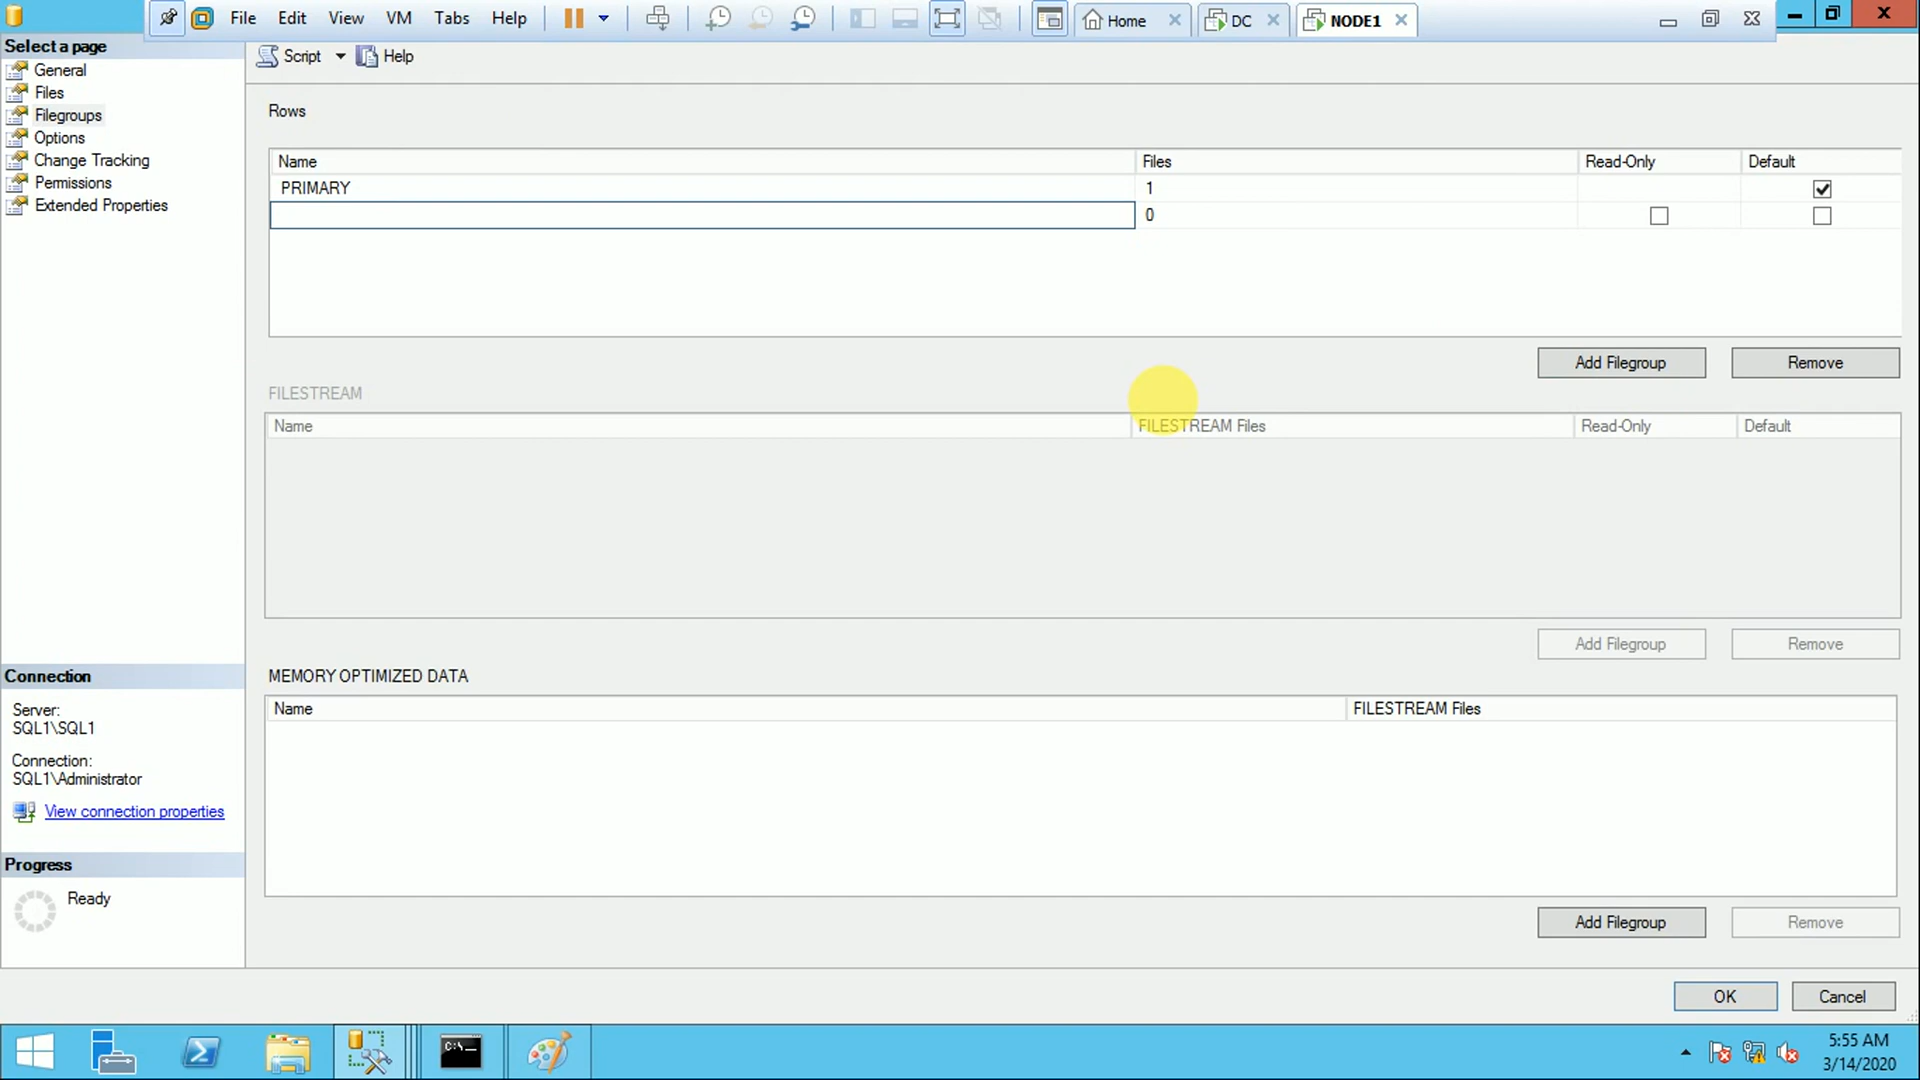 File Edit View VM Tabs Help Home DC NODE1
Select a page
General
Files
Filegroups
Options
Change Tracking
Permissions
Extended Properties
Script Help
Rows
Name Files Read-Only Default
PRIMARY 1
0
Add Filegroup Remove
FILESTREAM
Name FILESTREAM Files Read-Only Default
Add Filegroup Remove
MEMORY OPTIMIZED DATA
Name FILESTREAM Files
Add Filegroup Remove
Connection
Server:
SQL1\SQL1
Connection:
SQL1\Administrator
View connection properties
Progress
Ready
OK Cancel
C:\_
5:55 AM
3/14/2020